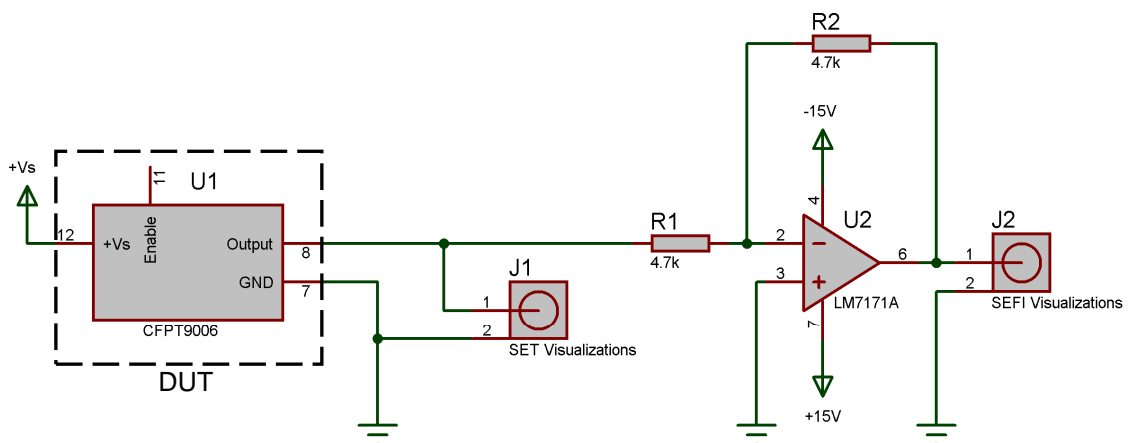 R2
4.7k
-15V
+Vs
11
U1
4
12
+Vs
Enable
Output
8
R1
4.7k
2
U2
J2
GND
7
J1
3
6
1
2
LM7171A
SEFI Visualizations
1
2
CFPT9006
SET Visualizations
7
DUT
+15V